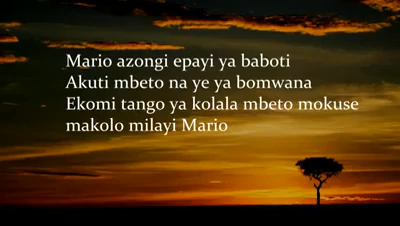 Mario azongi epayi ya baboti
Akuti mbeto na ye ya bomwana
Ekomi tango ya kolala mbeto mokuse
makolo milayi Mario